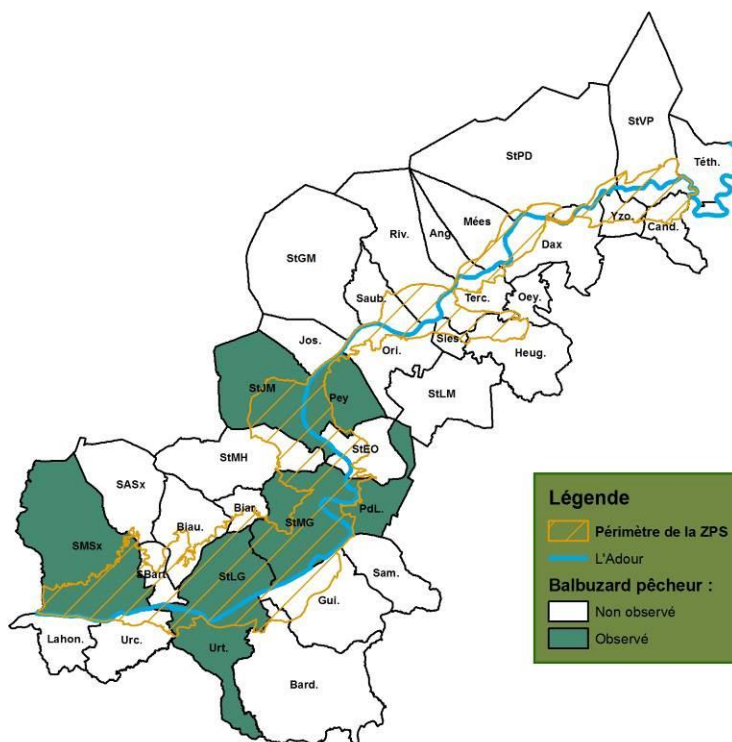 StVP
StPD
Téth.
Mées
Riv.
Ang
Yzo.
Cand.
Dax
StGM
Saub.
Terc.
Oey.
Jos.
Ori.
Sies.
Heug.
StJM
Pey
StLM
StMH
StEO
SASx
Biar.
PdL.
Biau.
StMG
SMSx
SBart.
StLG
Sam.
Gui.
Lahon.
Urc.
Urt.
Bard.
Légende
Périmètre de la ZPS
L'Adour
Balbuzard pêcheur :
Non observé
Observé